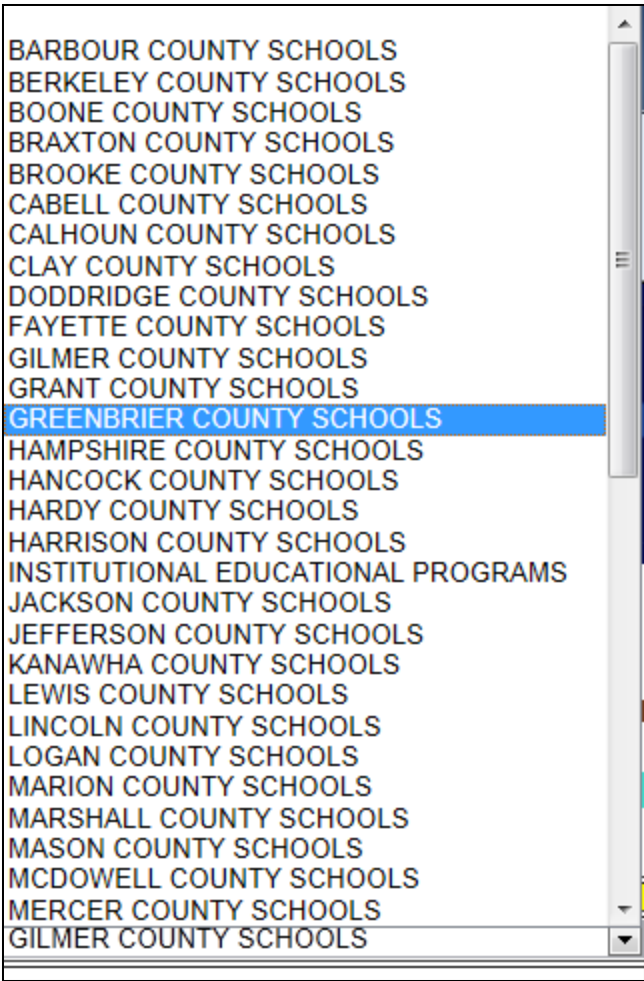 BARBOUR COUNTY SCHOOLS
BERKELEY COUNTY SCHOOLS
BOONE COUNTY SCHOOLS
BRAXTON COUNTY SCHOOLS
BROOKE COUNTY SCHOOLS
CABELL COUNTY SCHOOLS
CALHOUN COUNTY SCHOOLS
CLAY COUNTY SCHOOLS
DODDRIDGE COUNTY SCHOOLS
FAYETTE COUNTY SCHOOLS
GILMER COUNTY SCHOOLS
GRANT COUNTY SCHOOLS
GREENBRIER COUNTY SCHOOLS
HAMPSHIRE COUNTY SCHOOLS
HANCOCK COUNTY SCHOOLS
HARDY COUNTY SCHOOLS
HARRISON COUNTY SCHOOLS
INSTITUTIONAL EDUCATIONAL PROGRAMS
JACKSON COUNTY SCHOOLS
JEFFERSON COUNTY SCHOOLS
KANAWHA COUNTY SCHOOLS
LEWIS COUNTY SCHOOLS
LINCOLN COUNTY SCHOOLS
LOGAN COUNTY SCHOOLS
MARION COUNTY SCHOOLS
MARSHALL COUNTY SCHOOLS
MASON COUNTY SCHOOLS
MCDOWELL COUNTY SCHOOLS
MERCER COUNTY SCHOOLS
GILMER COUNTY SCHOOLS